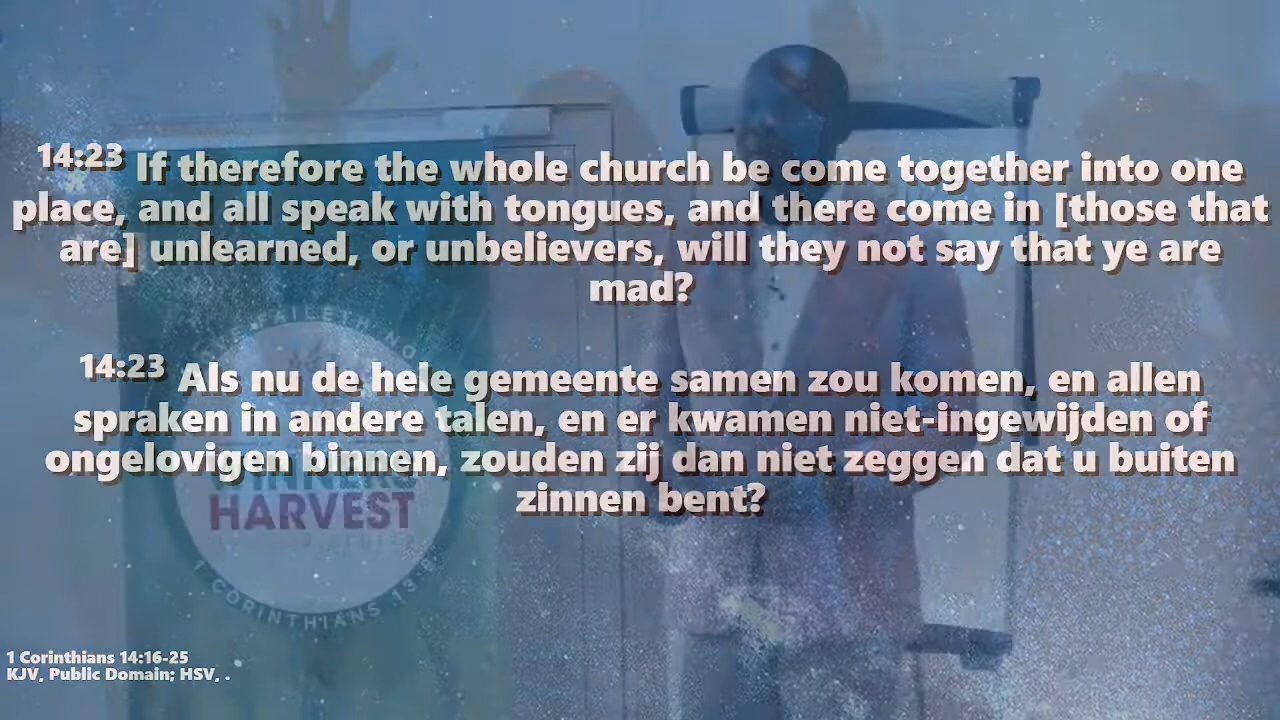 14:23 If therefore the whole church be come together into one
place, and all speak with tongues, and there come in [those that
are] unlearned, or unbelievers, will they not say that ye are
mad?
14:23 Als nu de hele gemeente samen zou komen, en allen
spraken in andere talen, en er kwamen niet-ingewijden of
ongelovigen binnen, zouden zij dan niet zeggen dat u buiten
zinnen bent?
HARVEST
1 CORINTHIANS 13:8
1 Corinthians 14:16-25
KJV, Public Domain; HSV, .